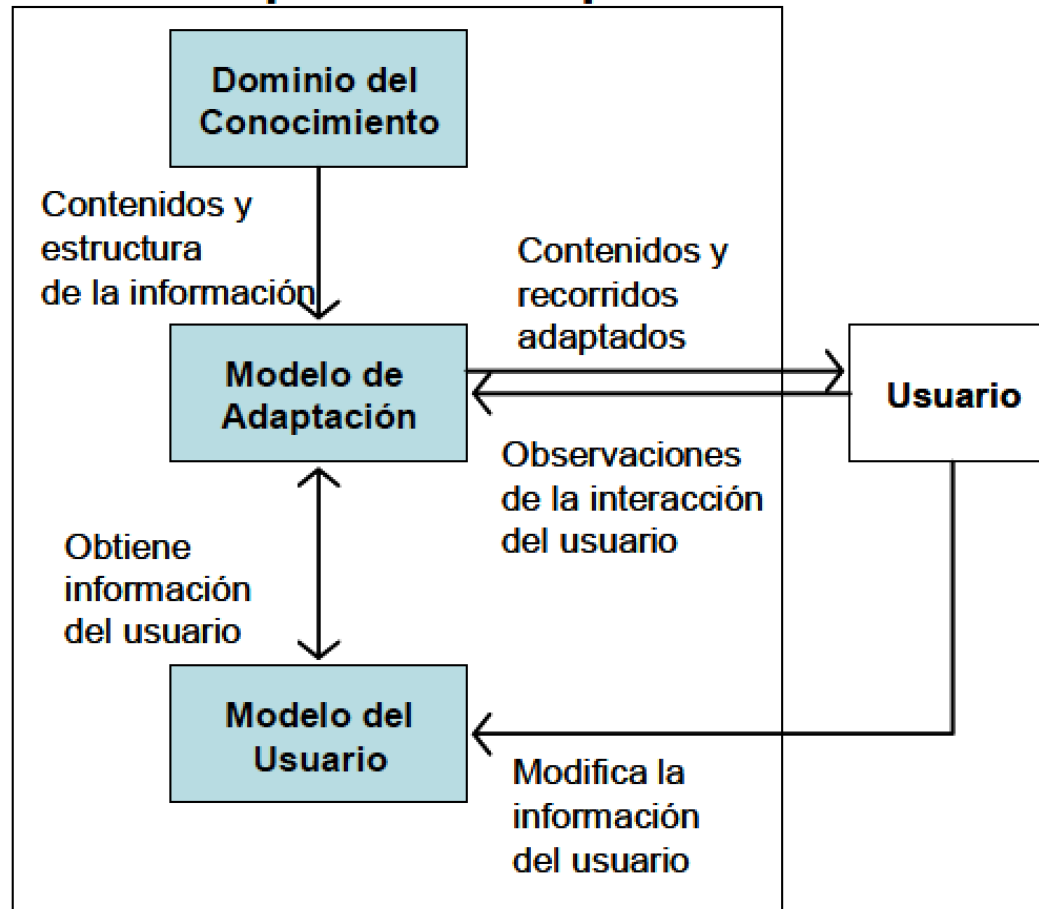 Dominio del
Conocimiento
Contenidos y
estructura
de la información
Contenidos y
recorridos
adaptados
Modelo de
Adaptación
Usuario
Observaciones
de la interacción
del usuario
Obtiene
información
del usuario
Modelo del
Usuario
Modifica la
información
del usuario